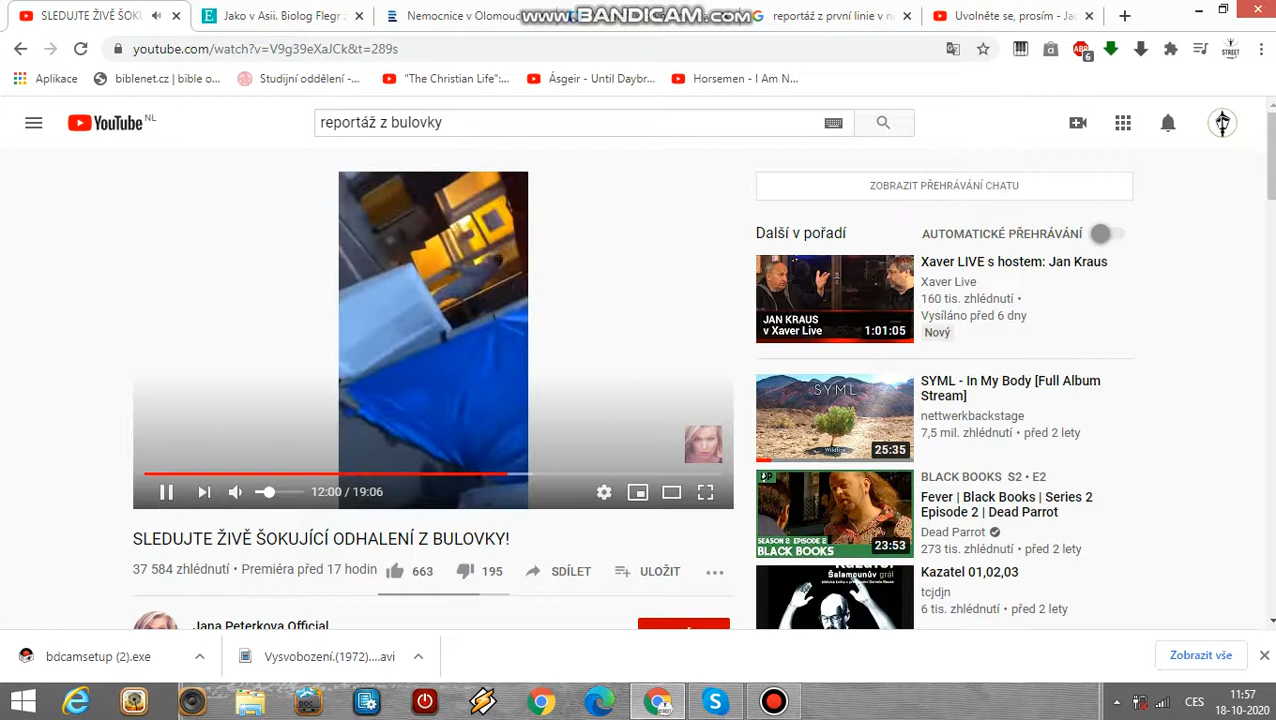 SLEDUJTE ŽIVĚ ŠOK
Jako v Asii. Biolog Flegr z
Nemocnice v Olomou
www.BANDICAM.com
reportáž z první linie v n
Uvolněte se, prosím - Ja
youtube.com/watch?v=V9g39eXaJCk&t=289s
6
STREET
Aplikace
biblenet.cz | bible o...
Studijní oddělení -...
"The Christian Life":...
Ásgeir - Until Daybr...
Horsemen - I Am N...
YouTube NL
reportáž z bulovky
ZOBRAZIT PŘEHRÁVÁNÍ CHATU
Další v pořadí
AUTOMATICKÉ PŘEHRÁVÁNÍ
JAN KRAUS
v Xaver Live
1:01:05
Xaver LIVE s hostem: Jan Kraus
Xaver Live
160 tis. zhlédnutí •
Vysíláno před 6 dny
Nový
SYML
Wildfire
25:35
SYML - In My Body [Full Album
Stream]
nettwerkbackstage
7,5 mil. zhlédnutí • před 2 lety
SEASON 2 EPISODE 2
BLACK BOOKS
23:53
BLACK BOOKS S2 • E2
Fever | Black Books | Series 2
Episode 2 | Dead Parrot
Dead Parrot
273 tis. zhlédnutí • před 2 lety
Kazatel 01,02,03
tcjdjn
6 tis. zhlédnutí • před 2 lety
Šalamounův grál
12:00 / 19:06
SLEDUJTE ŽIVĚ ŠOKUJÍCÍ ODHALENÍ Z BULOVKY!
37 584 zhlédnutí • Premiéra před 17 hodin
663
195
SDÍLET
ULOŽIT
Jana Peterkova Official
bdcamsetup (2).exe
Vysvobození.(1972)....avi
Zobrazit vše
CES
11:57
18-10-2020